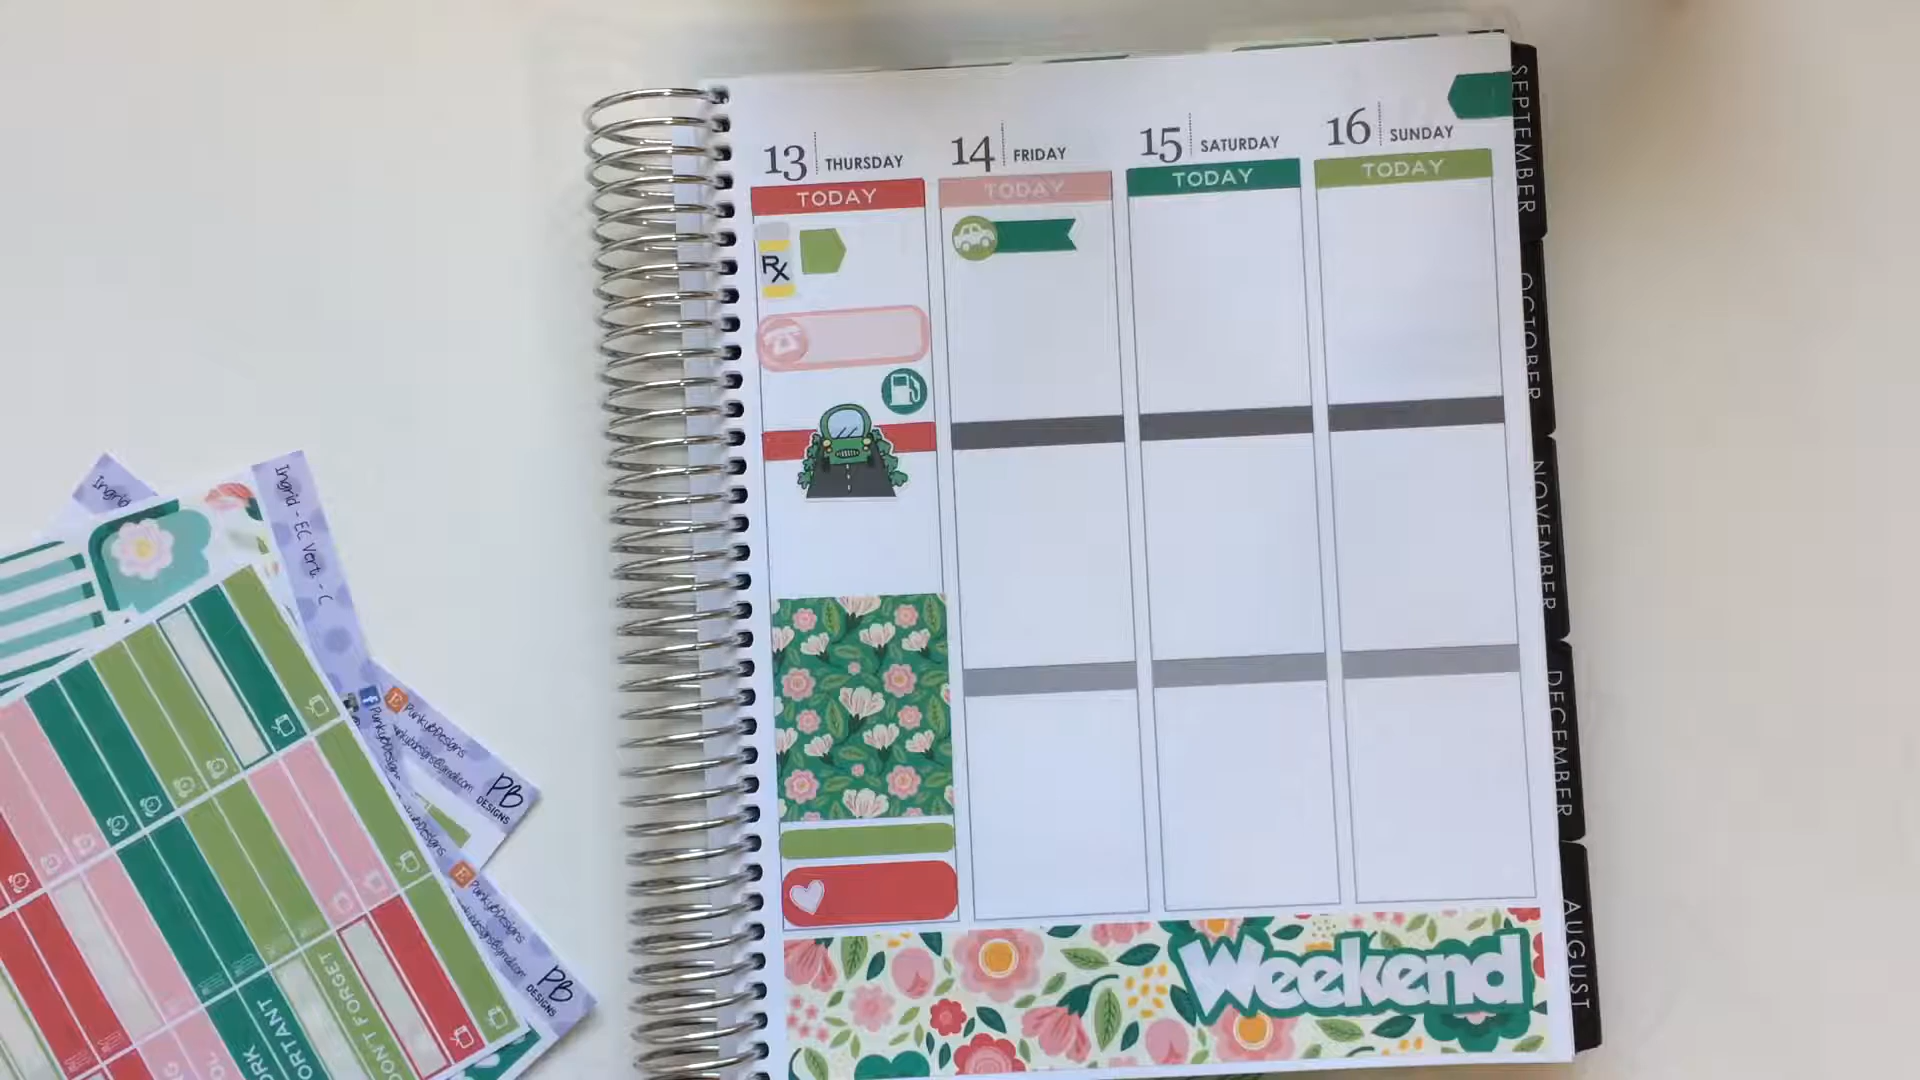 13 THURSDAY
14 FRIDAY
15 SATURDAY
16 SUNDAY
TODAY
TODAY
TODAY
TODAY
Rx
Weekend
SEPTEMBER
OCTOBER
NOVEMBER
DECEMBER
AUGUST
Ingrid
Ingrid - EC Vert. - C
PunkybDesigns
PB
DESIGNS
PunkybDesigns
PB
DESIGNS
DON'T FORGET